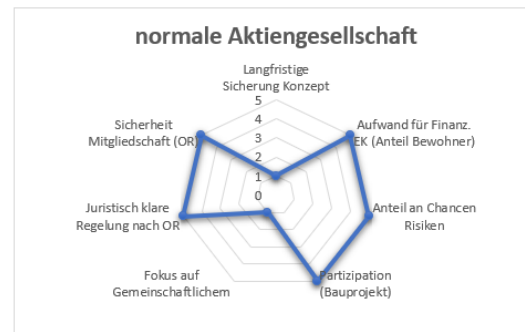 normale Aktiengesellschaft
Langfristige
Sicherung Konzept
5
4
3
2
1
0
Aufwand für Finanz.
EK (Anteil Bewohner)
Anteil an Chancen
Risiken
Partizipation
(Bauprojekt)
Fokus auf
Gemeinschaftlichem
Juristisch klare
Regelung nach OR
Sicherheit
Mitgliedschaft (OR)